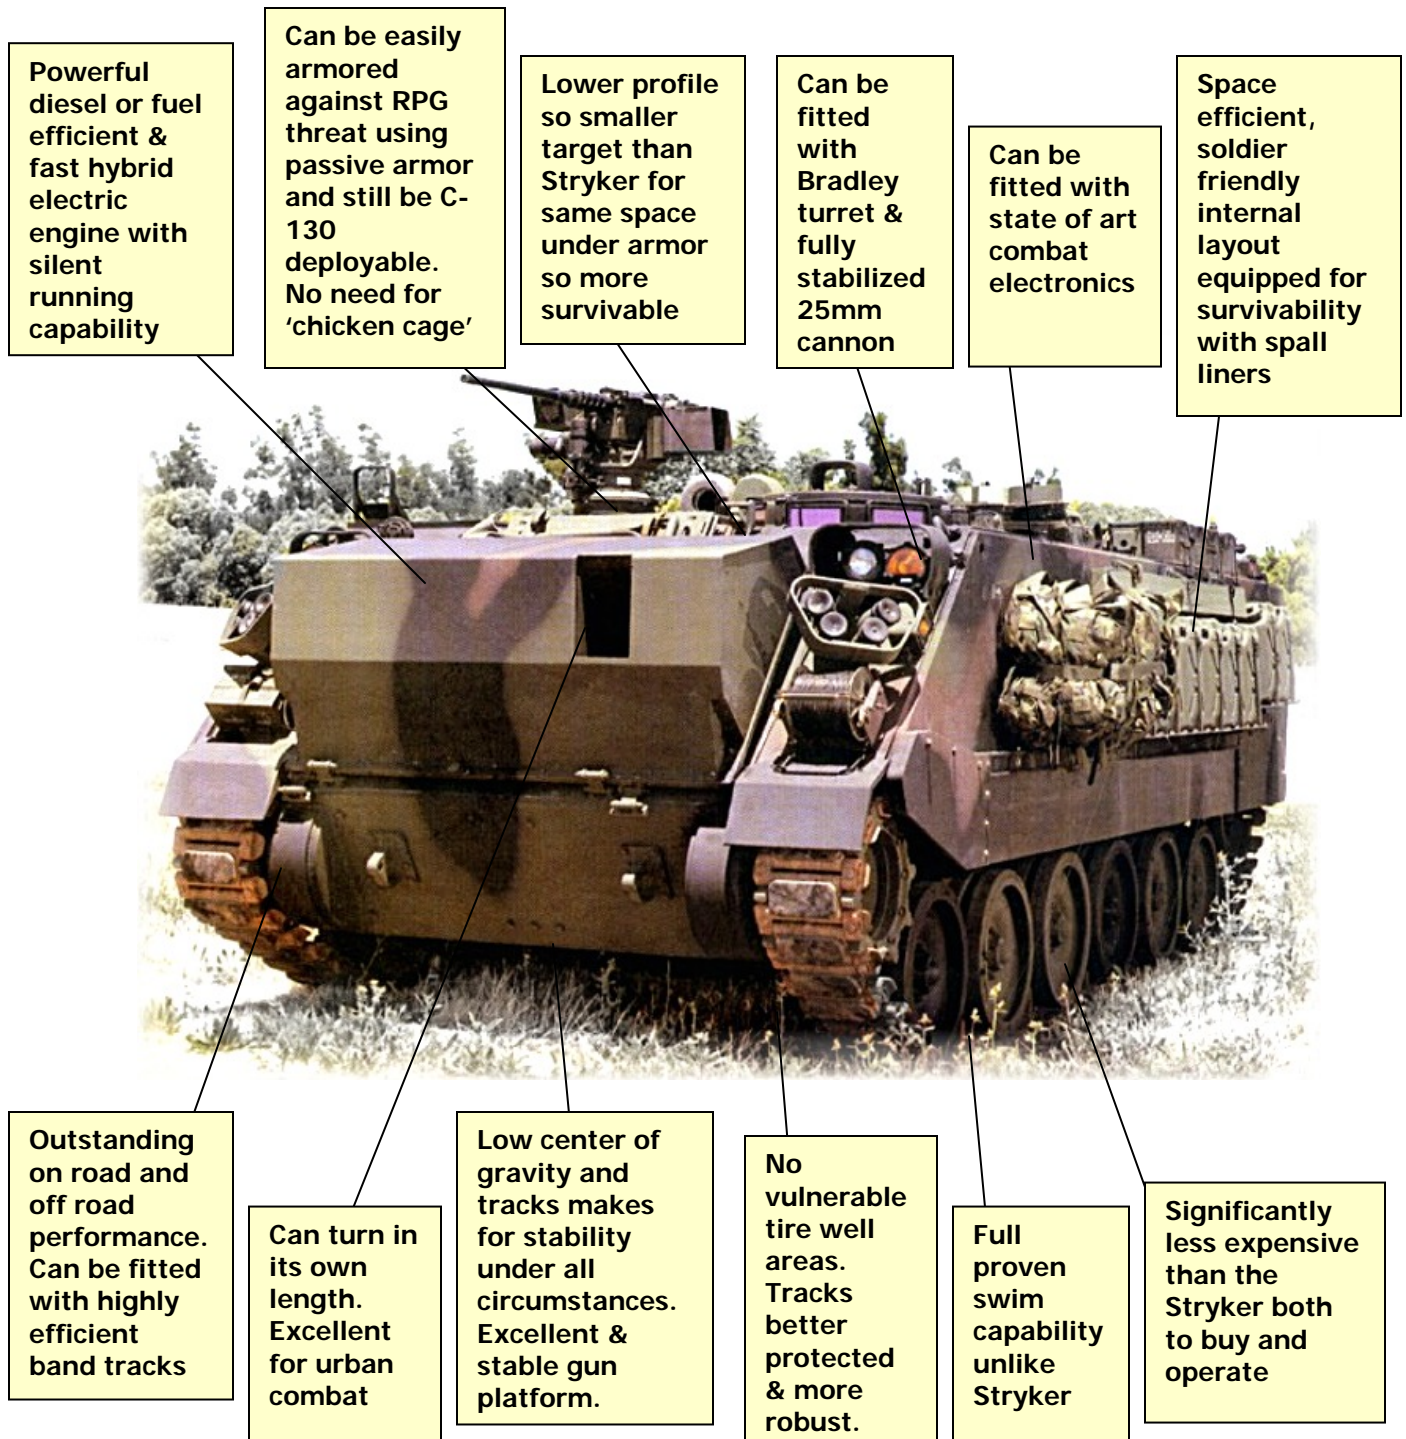 Powerful
diesel or fuel
efficient &
fast hybrid
electric
engine with
silent
running
capability
Can be easily
armored
against RPG
threat using
passive armor
and still be C-
130
deployable.
No need for
‘chicken cage’
Lower profile
so smaller
target than
Stryker for
same space
under armor
so more
survivable
Can be
fitted
with
Bradley
turret &
fully
stabilized
25mm
cannon
Can be
fitted with
state of art
combat
electronics
Space
efficient,
soldier
friendly
internal
layout
equipped for
survivability
with spall
liners
Outstanding
on road and
off road
performance.
Can be fitted
with highly
efficient
band tracks
Can turn in
its own
length.
Excellent
for urban
combat
Low center of
gravity and
tracks makes
for stability
under all
circumstances.
Excellent &
stable gun
platform.
No
vulnerable
tire well
areas.
Tracks
better
protected
& more
robust.
Full
proven
swim
capability
unlike
Stryker
Significantly
less expensive
than the
Stryker both
to buy and
operate